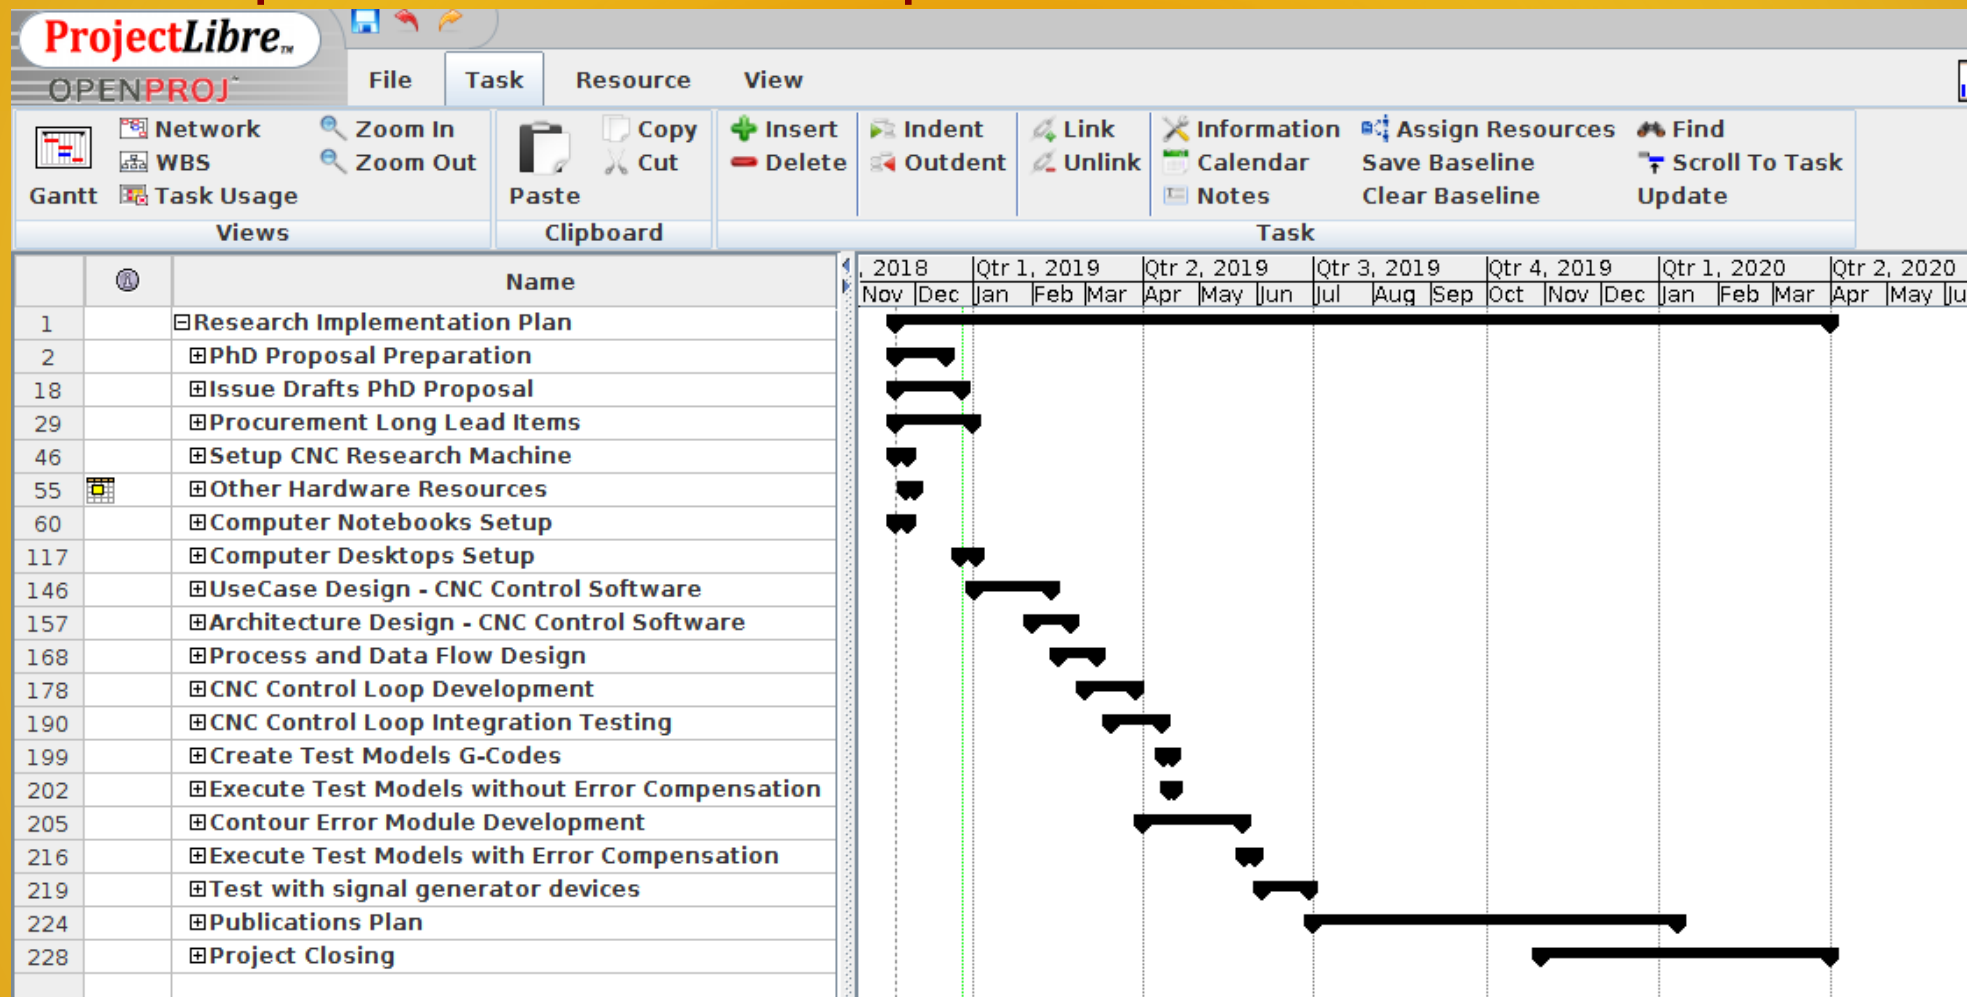 ProjectLibre™
OPENPROJ
File Task Resource View
Network Zoom In Copy Insert Indent Link Information Assign Resources Find
WBS Zoom Out Cut Delete Outdent Unlink Calendar Save Baseline Scroll To Task
Gantt Task Usage Paste Notes Clear Baseline Update
Views Clipboard Task
Name
, 2018 Qtr 1, 2019 Qtr 2, 2019 Qtr 3, 2019 Qtr 4, 2019 Qtr 1, 2020 Qtr 2, 2020
Nov Dec Jan Feb Mar Apr May Jun Jul Aug Sep Oct Nov Dec Jan Feb Mar Apr May Ju
1 Research Implementation Plan
2 PhD Proposal Preparation
18 Issue Drafts PhD Proposal
29 Procurement Long Lead Items
46 Setup CNC Research Machine
55 Other Hardware Resources
60 Computer Notebooks Setup
117 Computer Desktops Setup
146 UseCase Design - CNC Control Software
157 Architecture Design - CNC Control Software
168 Process and Data Flow Design
178 CNC Control Loop Development
190 CNC Control Loop Integration Testing
199 Create Test Models G-Codes
202 Execute Test Models without Error Compensation
205 Contour Error Module Development
216 Execute Test Models with Error Compensation
219 Test with signal generator devices
224 Publications Plan
228 Project Closing